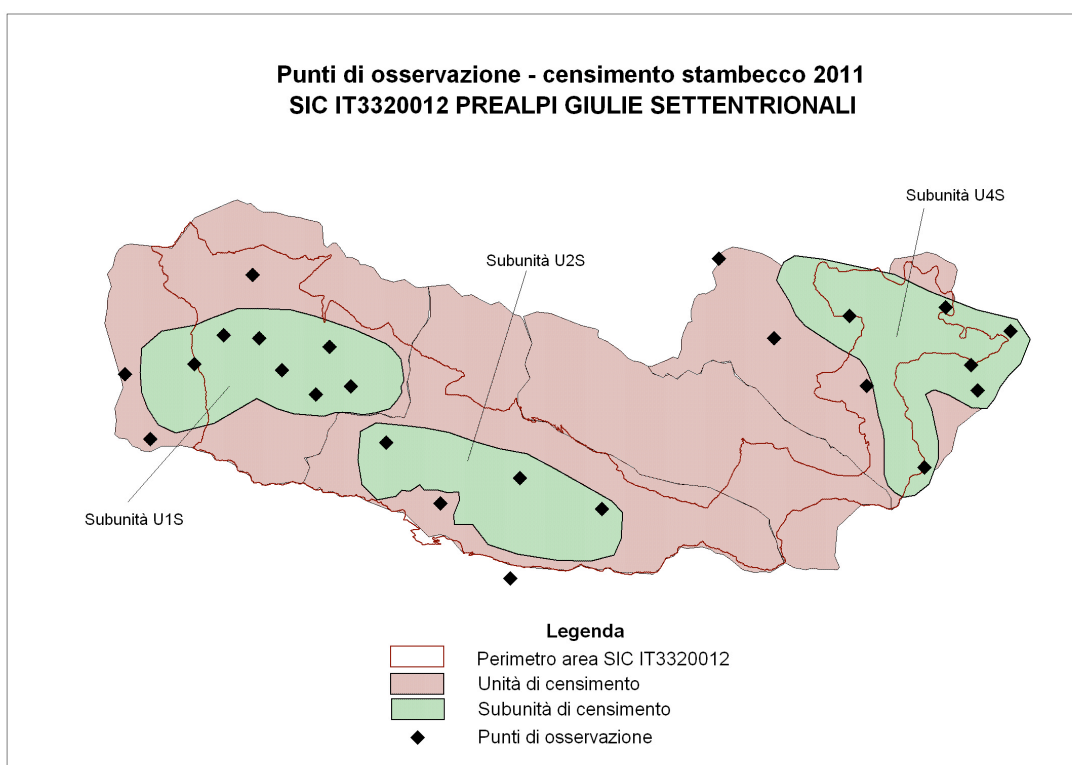 Punti di osservazione - censimento stambecco 2011
SIC IT3320012 PREALPI GIULIE SETTENTRIONALI
Subunità U4S
Subunità U2S
Subunità U1S
Legenda
Perimetro area SIC IT3320012
Unità di censimento
Subunità di censimento
Punti di osservazione